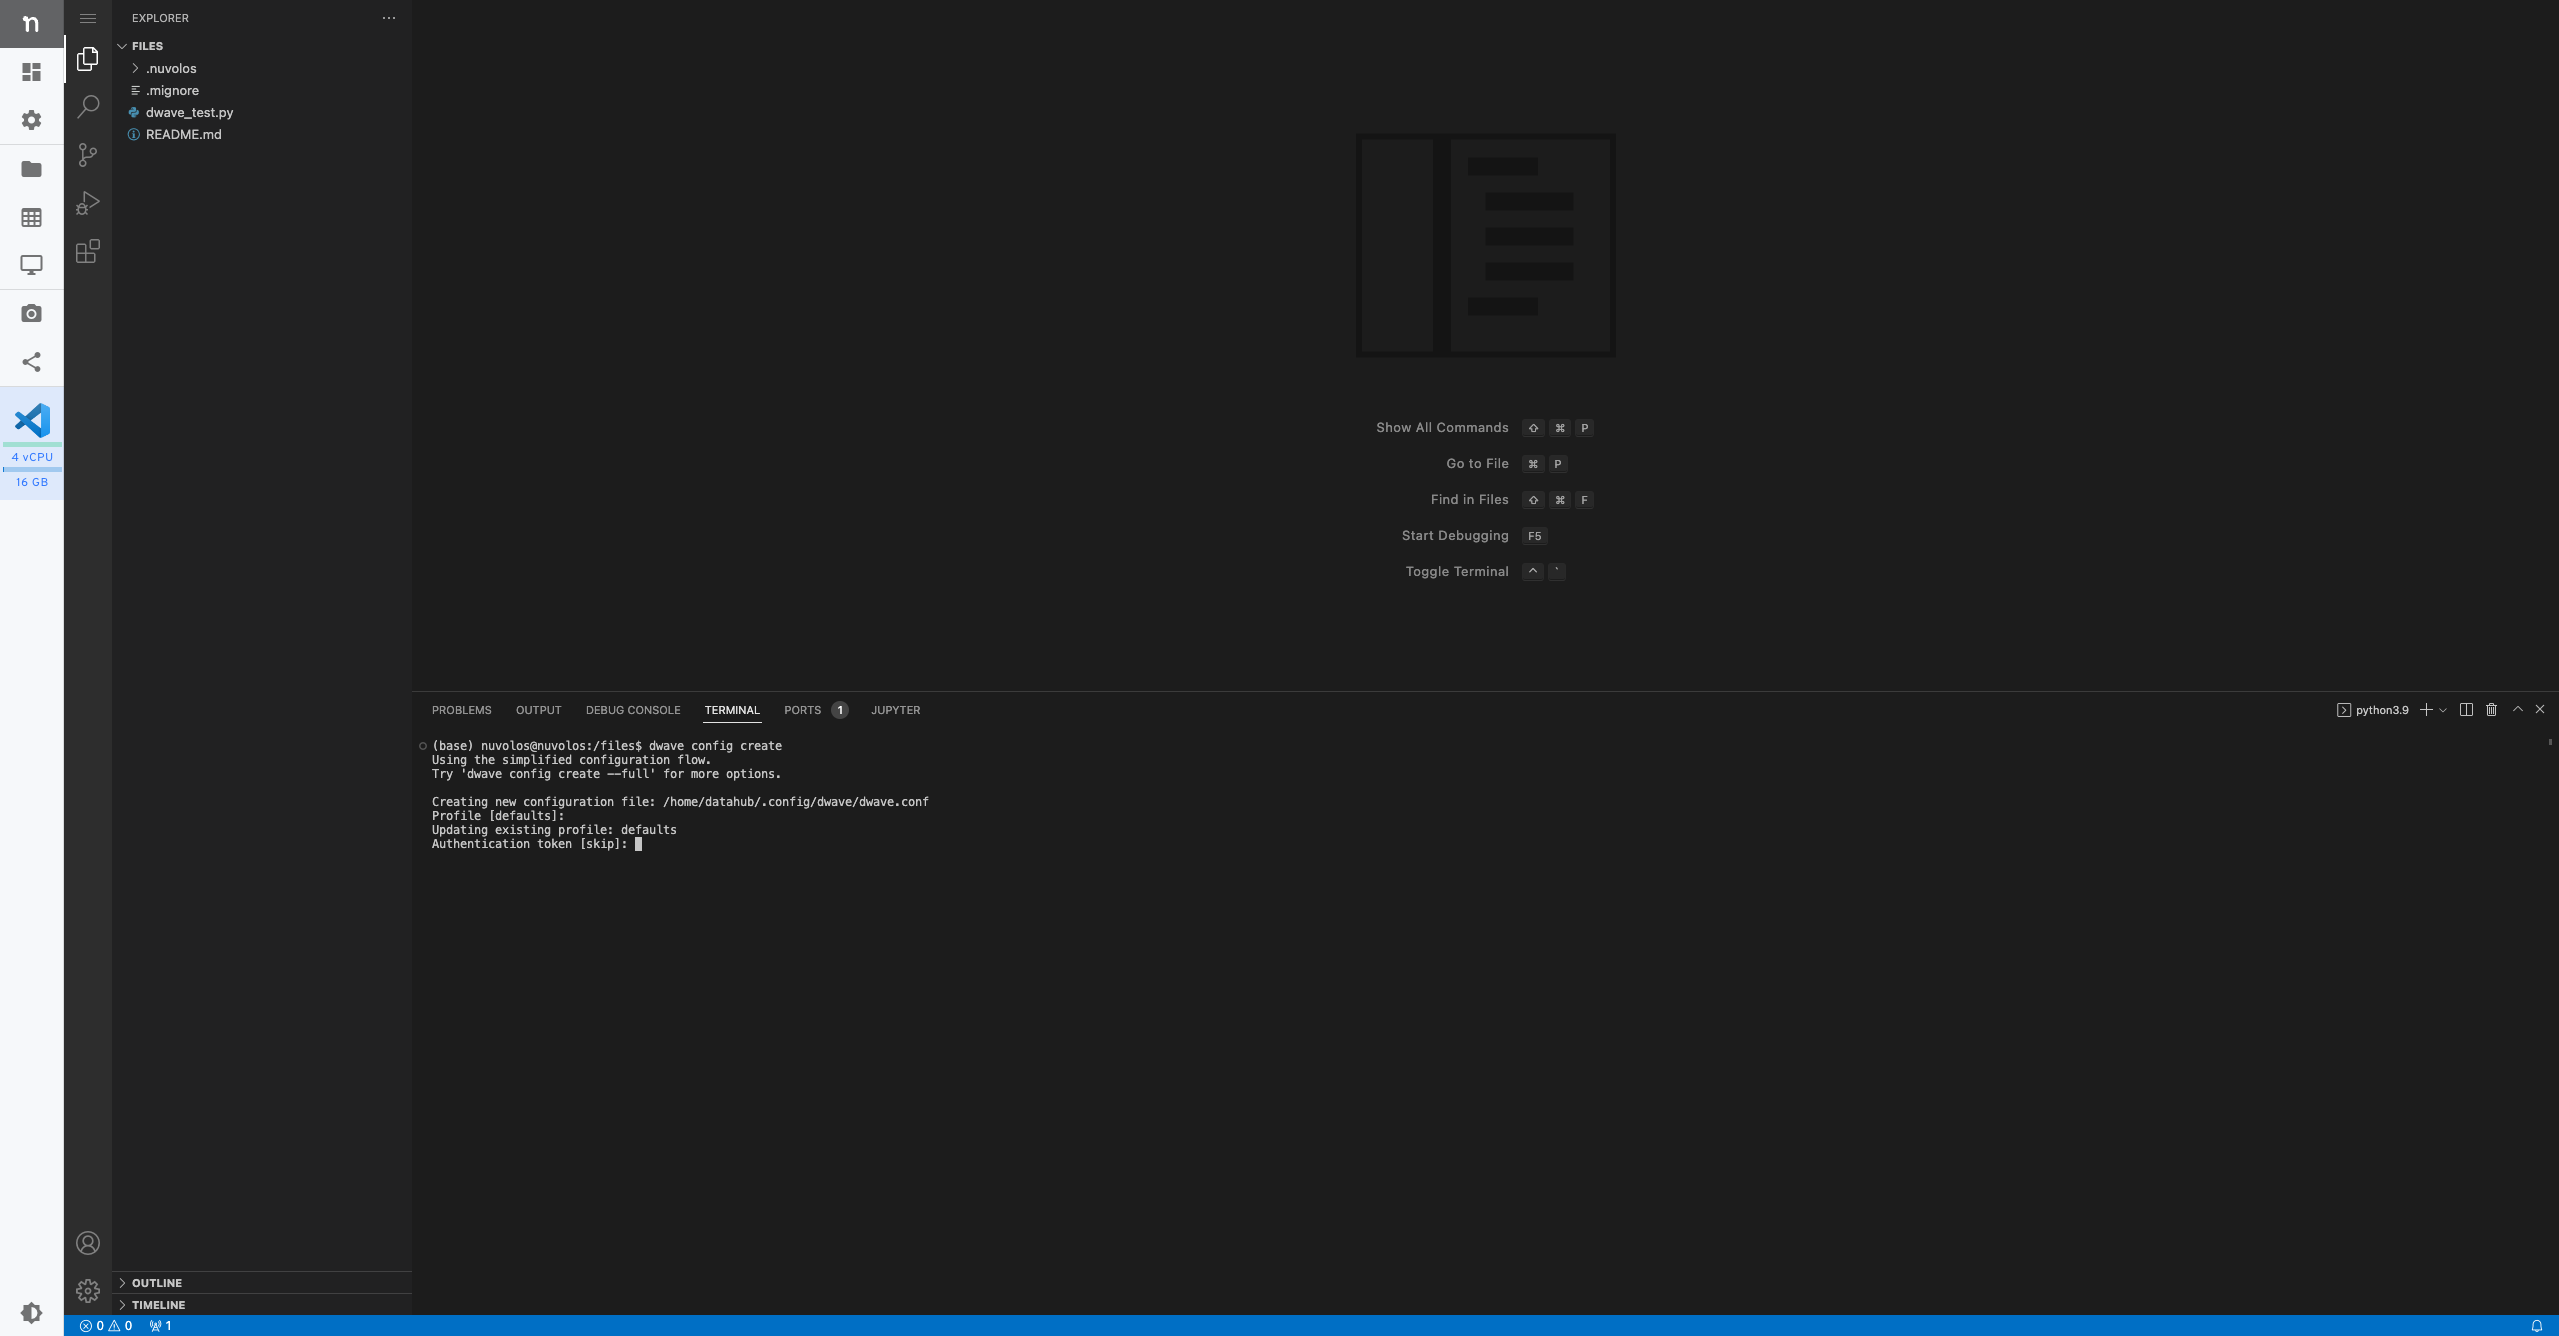 n
4 vCPU
16 GB
EXPLORER
FILES
.nuvolos
.mignore
dwave_test.py
README.md
OUTLINE
TIMELINE
Show All Commands ⇧ ⌘ P
Go to File ⌘ P
Find in Files ⇧ ⌘ F
Start Debugging F5
Toggle Terminal ^ `
PROBLEMS OUTPUT DEBUG CONSOLE TERMINAL PORTS 1 JUPYTER
python3.9
(base) nuvolos@nuvolos:/files$ dwave config create
Using the simplified configuration flow.
Try 'dwave config create --full' for more options.
Creating new configuration file: /home/datahub/.config/dwave/dwave.conf
Profile [defaults]:
Updating existing profile: defaults
Authentication token [skip]:
0 0 1